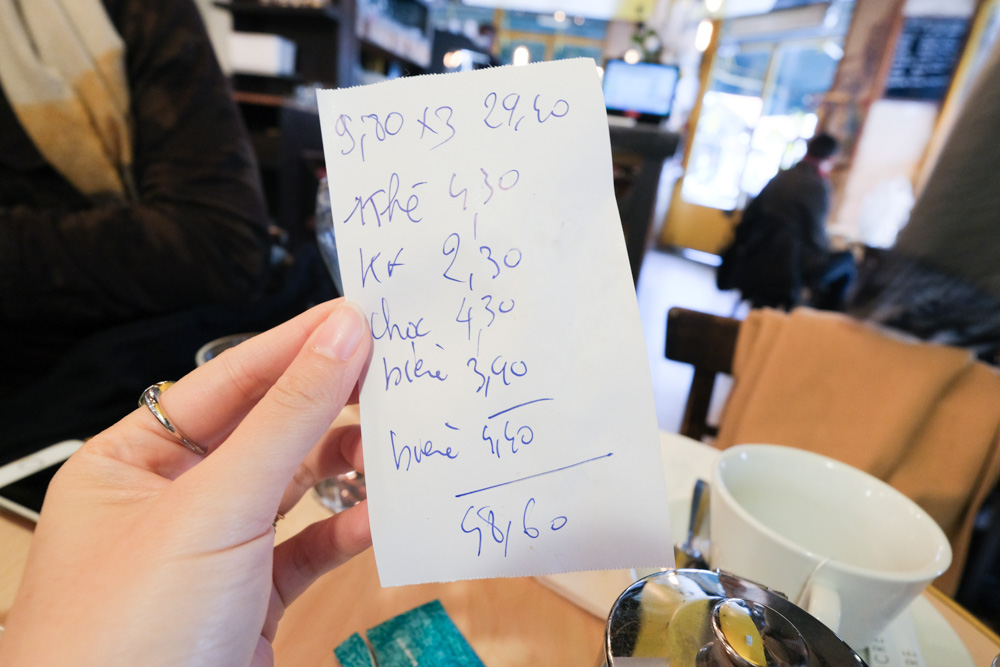 9,80 x3 29,40
thé 4,30
Kf 2,30
choc 4,30
bière 3,90
bière 4,40
48,60